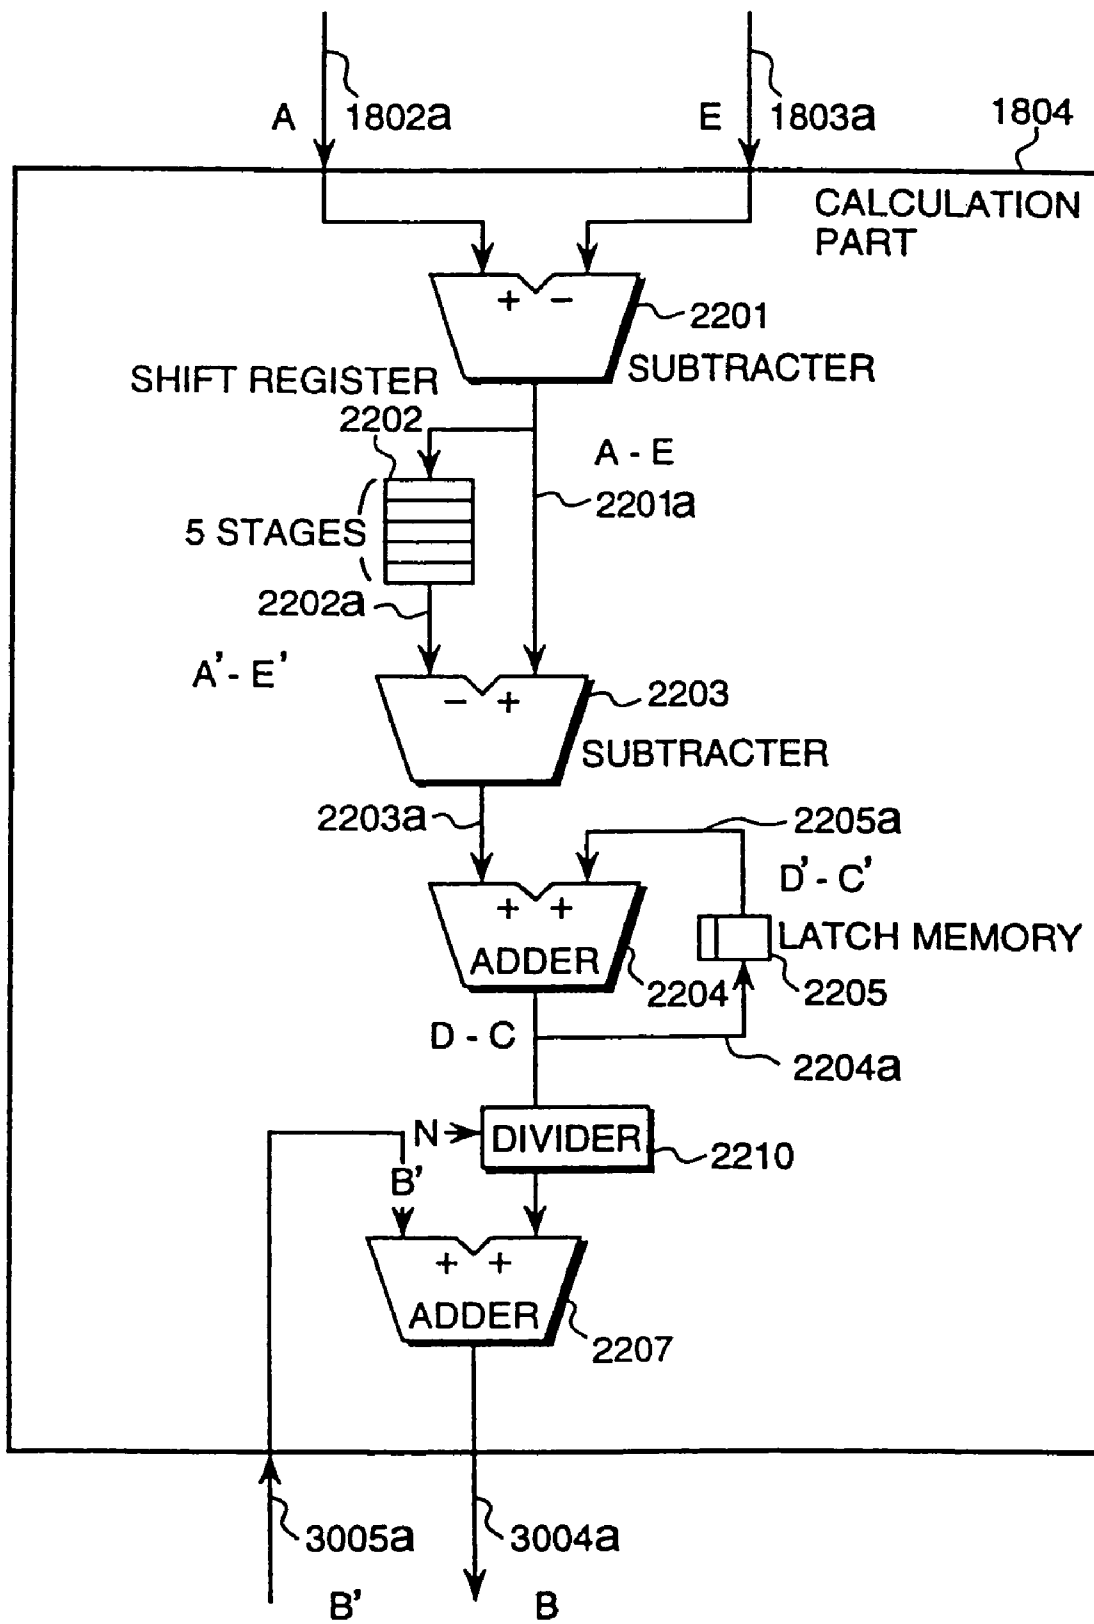 A
1802a
E
1803a
1804
CALCULATION
PART
+ -
2201
SUBTRACTER
SHIFT REGISTER
2202
A - E
2201a
5 STAGES
2202a
A' - E'
- +
2203
SUBTRACTER
2203a
2205a
D' - C'
+ +
ADDER
LATCH MEMORY
2204
2205
D - C
2204a
N
DIVIDER
2210
B'
+ +
ADDER
2207
3005a
3004a
B'
B